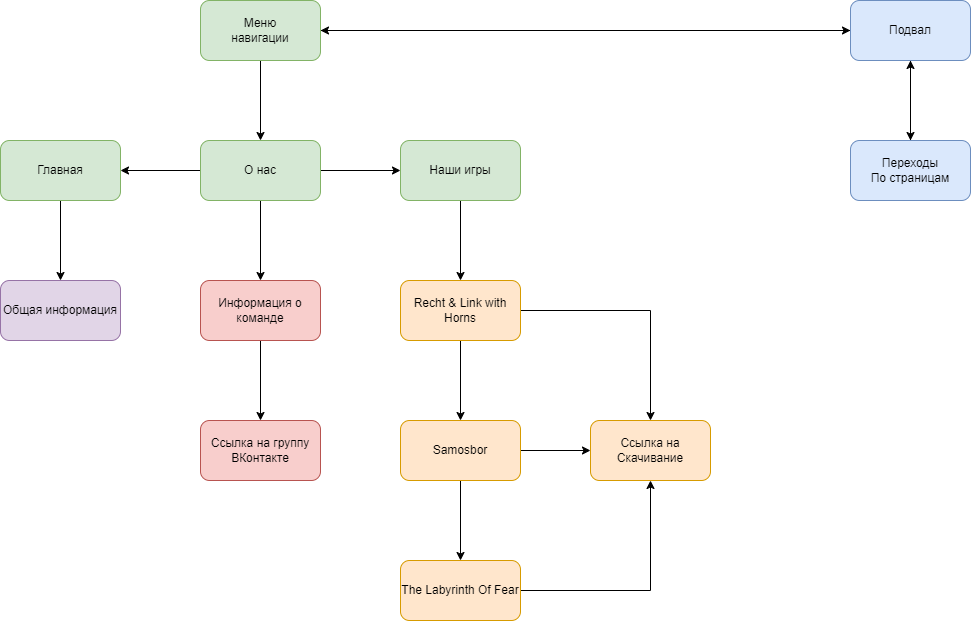 Меню
навигации
Подвал
Главная
О нас
Наши игры
Переходы
По страницам
Общая информация
Информация о
команде
Recht & Link with
Horns
Ссылка на группу
ВКонтакте
Samosbor
Ссылка на
Скачивание
The Labyrinth Of Fear